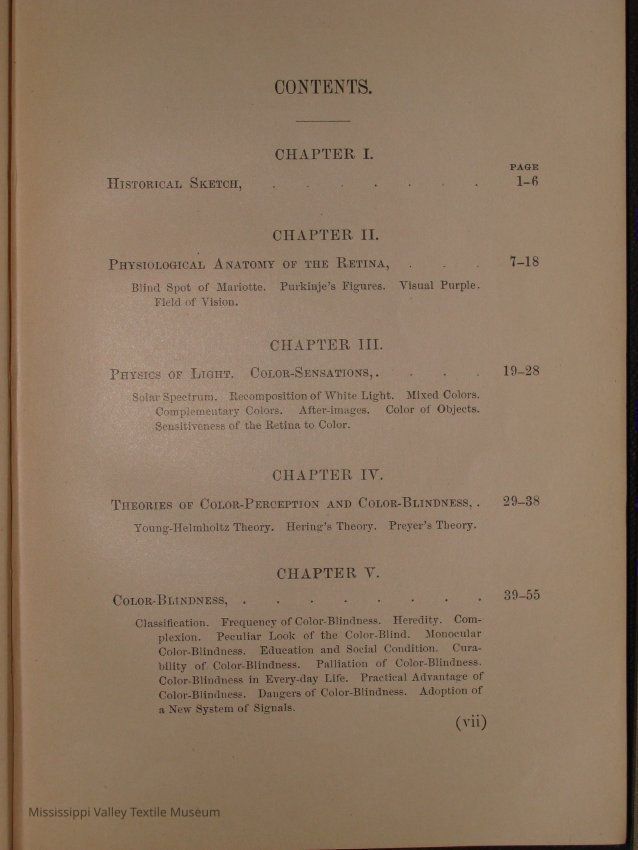 CONTENTS.
CHAPTER I.
PAGE
HISTORICAL SKETCH, . . . . . . . 1–6
CHAPTER II.
PHYSIOLOGICAL ANATOMY OF THE RETINA, . . . 7–18
Blind Spot of Mariotte. Purkinje's Figures. Visual Purple.
Field of Vision.
CHAPTER III.
PHYSICS OF LIGHT. COLOR-SENSATIONS, . . . . 19–28
Solar Spectrum. Recomposition of White Light. Mixed Colors.
Complementary Colors. After-images. Color of Objects.
Sensitiveness of the Retina to Color.
CHAPTER IV.
THEORIES OF COLOR-PERCEPTION AND COLOR-BLINDNESS, . 29–38
Young-Helmholtz Theory. Hering's Theory. Preyer's Theory.
CHAPTER V.
COLOR-BLINDNESS, . . . . . . . . 39–55
Classification. Frequency of Color-Blindness. Heredity. Com-
plexion. Peculiar Look of the Color-Blind. Monocular
Color-Blindness. Education and Social Condition. Cura-
bility of Color-Blindness. Palliation of Color-Blindness.
Color-Blindness in Every-day Life. Practical Advantage of
Color-Blindness. Dangers of Color-Blindness. Adoption of
a New System of Signals.
(vii)
Mississippi Valley Textile Museum